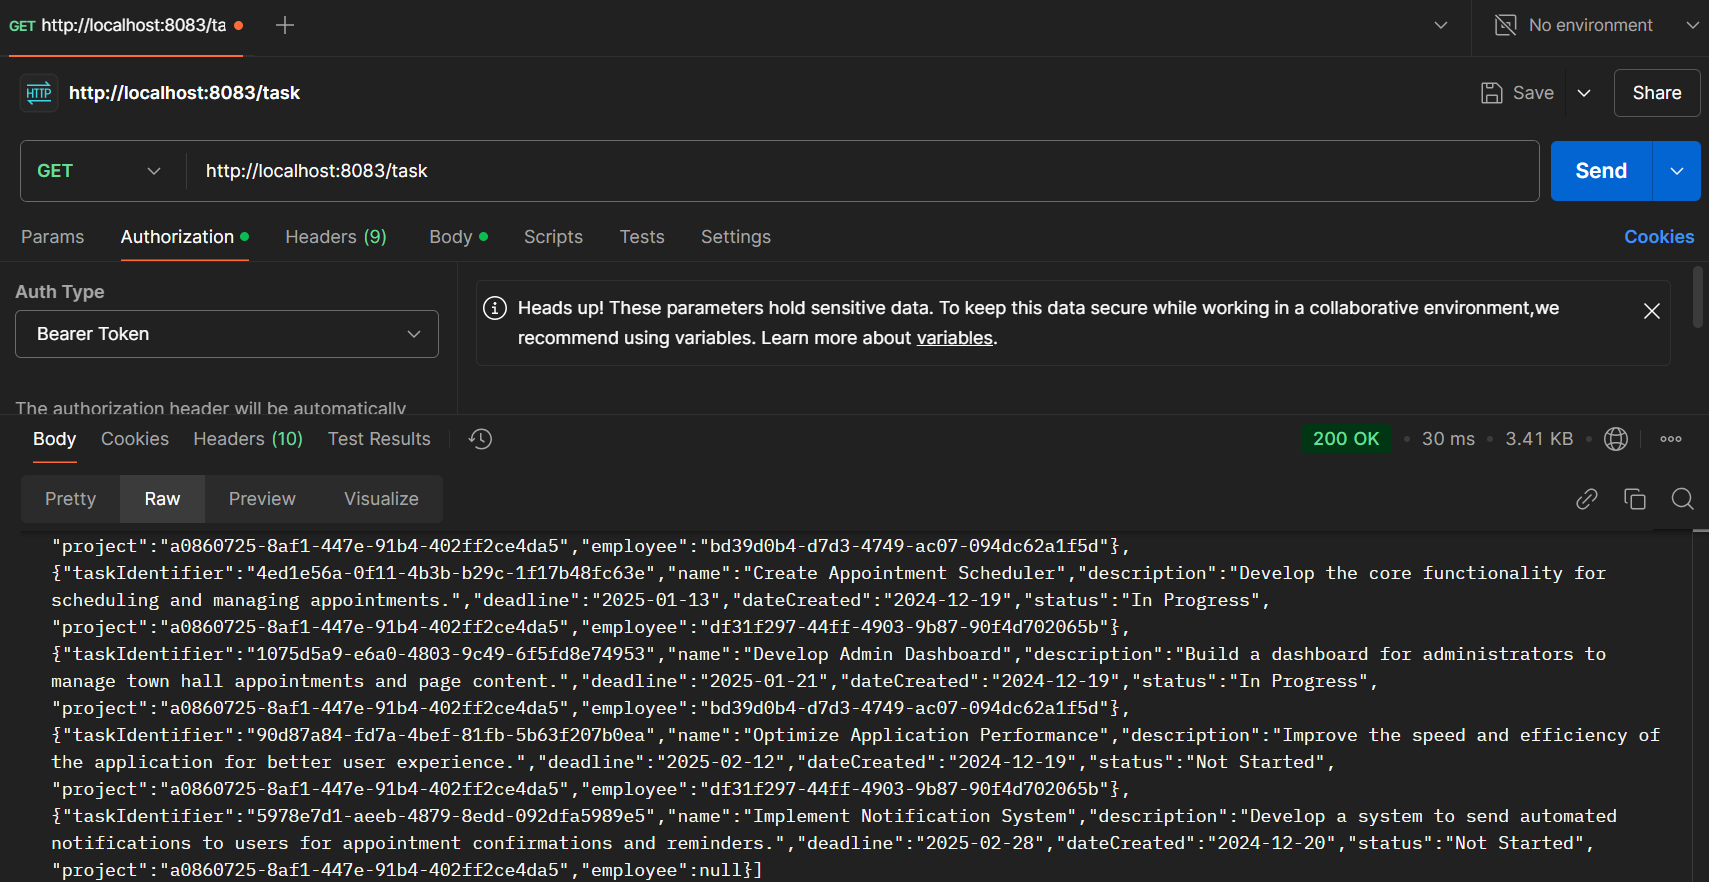 GET http://localhost:8083/ta
No environment
HTTP http://localhost:8083/task
Save
Share
GET
http://localhost:8083/task
Send
Params
Authorization
Headers (9)
Body
Scripts
Tests
Settings
Cookies
Auth Type
Bearer Token
Heads up! These parameters hold sensitive data. To keep this data secure while working in a collaborative environment,we
recommend using variables. Learn more about variables.
The authorization header will be automatically
Body
Cookies
Headers (10)
Test Results
200 OK
30 ms
3.41 KB
Pretty
Raw
Preview
Visualize
"project":"a0860725-8af1-447e-91b4-402ff2ce4da5","employee":"bd39d0b4-d7d3-4749-ac07-094dc62a1f5d"},
{"taskIdentifier":"4ed1e56a-0f11-4b3b-b29c-1f17b48fc63e","name":"Create Appointment Scheduler","description":"Develop the core functionality for
scheduling and managing appointments.","deadline":"2025-01-13","dateCreated":"2024-12-19","status":"In Progress",
"project":"a0860725-8af1-447e-91b4-402ff2ce4da5","employee":"df31f297-44ff-4903-9b87-90f4d702065b"},
{"taskIdentifier":"1075d5a9-e6a0-4803-9c49-6f5fd8e74953","name":"Develop Admin Dashboard","description":"Build a dashboard for administrators to
manage town hall appointments and page content.","deadline":"2025-01-21","dateCreated":"2024-12-19","status":"In Progress",
"project":"a0860725-8af1-447e-91b4-402ff2ce4da5","employee":"bd39d0b4-d7d3-4749-ac07-094dc62a1f5d"},
{"taskIdentifier":"90d87a84-fd7a-4bef-81fb-5b63f207b0ea","name":"Optimize Application Performance","description":"Improve the speed and efficiency of
the application for better user experience.","deadline":"2025-02-12","dateCreated":"2024-12-19","status":"Not Started",
"project":"a0860725-8af1-447e-91b4-402ff2ce4da5","employee":"df31f297-44ff-4903-9b87-90f4d702065b"},
{"taskIdentifier":"5978e7d1-aeeb-4879-8edd-092dfa5989e5","name":"Implement Notification System","description":"Develop a system to send automated
notifications to users for appointment confirmations and reminders.","deadline":"2025-02-28","dateCreated":"2024-12-20","status":"Not Started",
"project":"a0860725-8af1-447e-91b4-402ff2ce4da5","employee":null}]